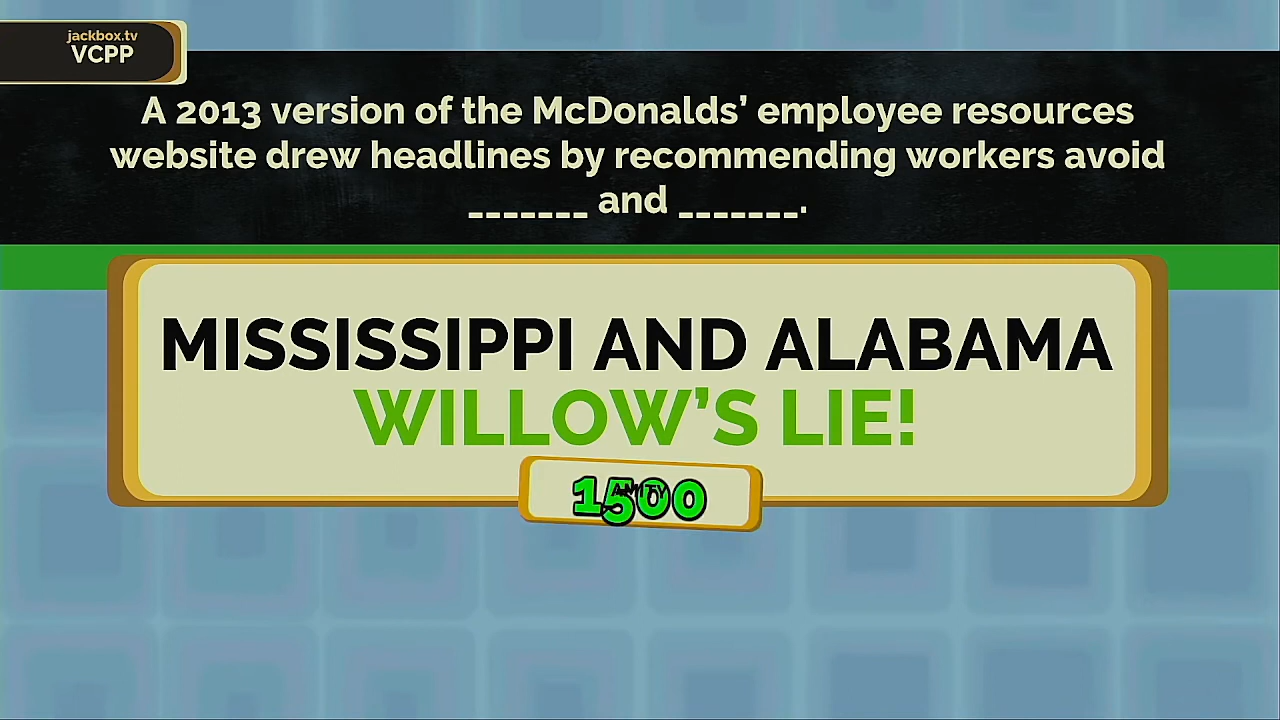 jackbox.tv
VCPP
A 2013 version of the McDonalds’ employee resources
website drew headlines by recommending workers avoid
_______ and _______.
MISSISSIPPI AND ALABAMA
WILLOW’S LIE!
1500
AMITY